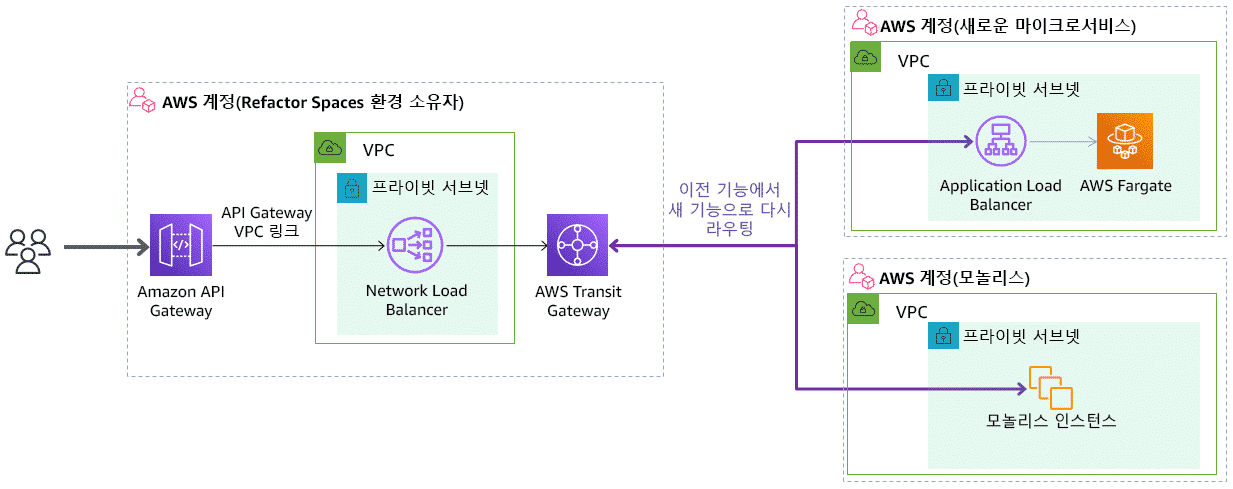 AWS 계정(Refactor Spaces 환경 소유자)
VPC
프라이빗 서브넷
API Gateway
VPC 링크
Amazon API
Gateway
Network Load
Balancer
AWS Transit
Gateway
이전 기능에서
새 기능으로 다시
라우팅
AWS 계정(새로운 마이크로서비스)
VPC
프라이빗 서브넷
Application Load
Balancer
AWS Fargate
AWS 계정(모놀리스)
VPC
프라이빗 서브넷
모놀리스 인스턴스